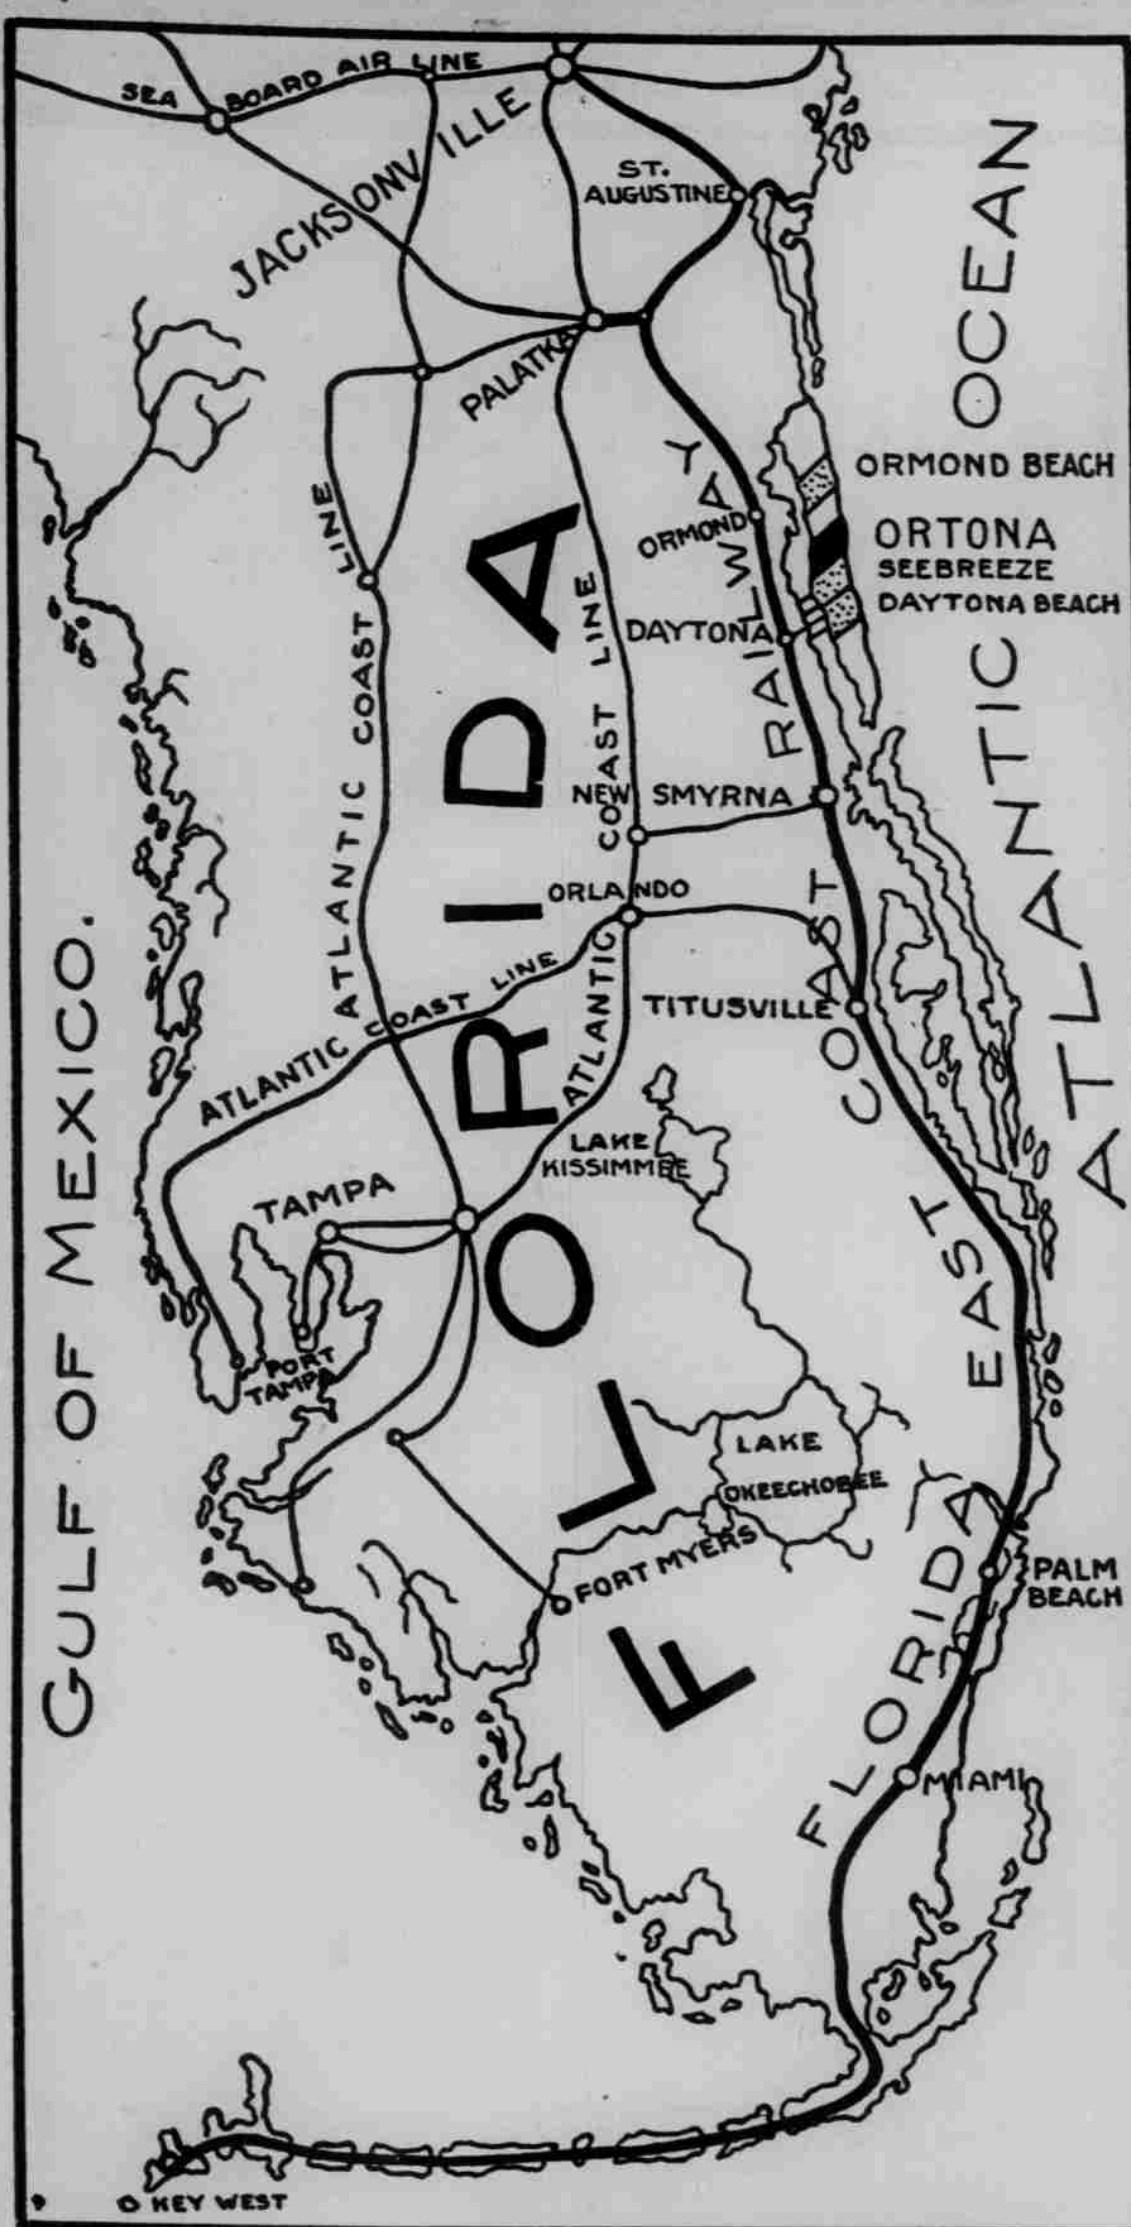 SEA BOARD AIR LINE
JACKSONVILLE
ST.
AUGUSTINE
PALATKA
OCEAN
ATLANTIC
ORMOND BEACH
ORMOND
ORTONA
SEEBREEZE
DAYTONA BEACH
DAYTONA
ATLANTIC COAST LINE
ATLANTIC COAST LINE
NEW SMYRNA
ORLANDO
ATLANTIC COAST LINE
TITUSVILLE
FLORIDA
FLORIDA EAST COAST RAILWAY
GULF OF MEXICO.
LAKE
KISSIMMEE
TAMPA
PORT
TAMPA
LAKE
OKEECHOBEE
FORT MYERS
PALM
BEACH
MIAMI
KEY WEST